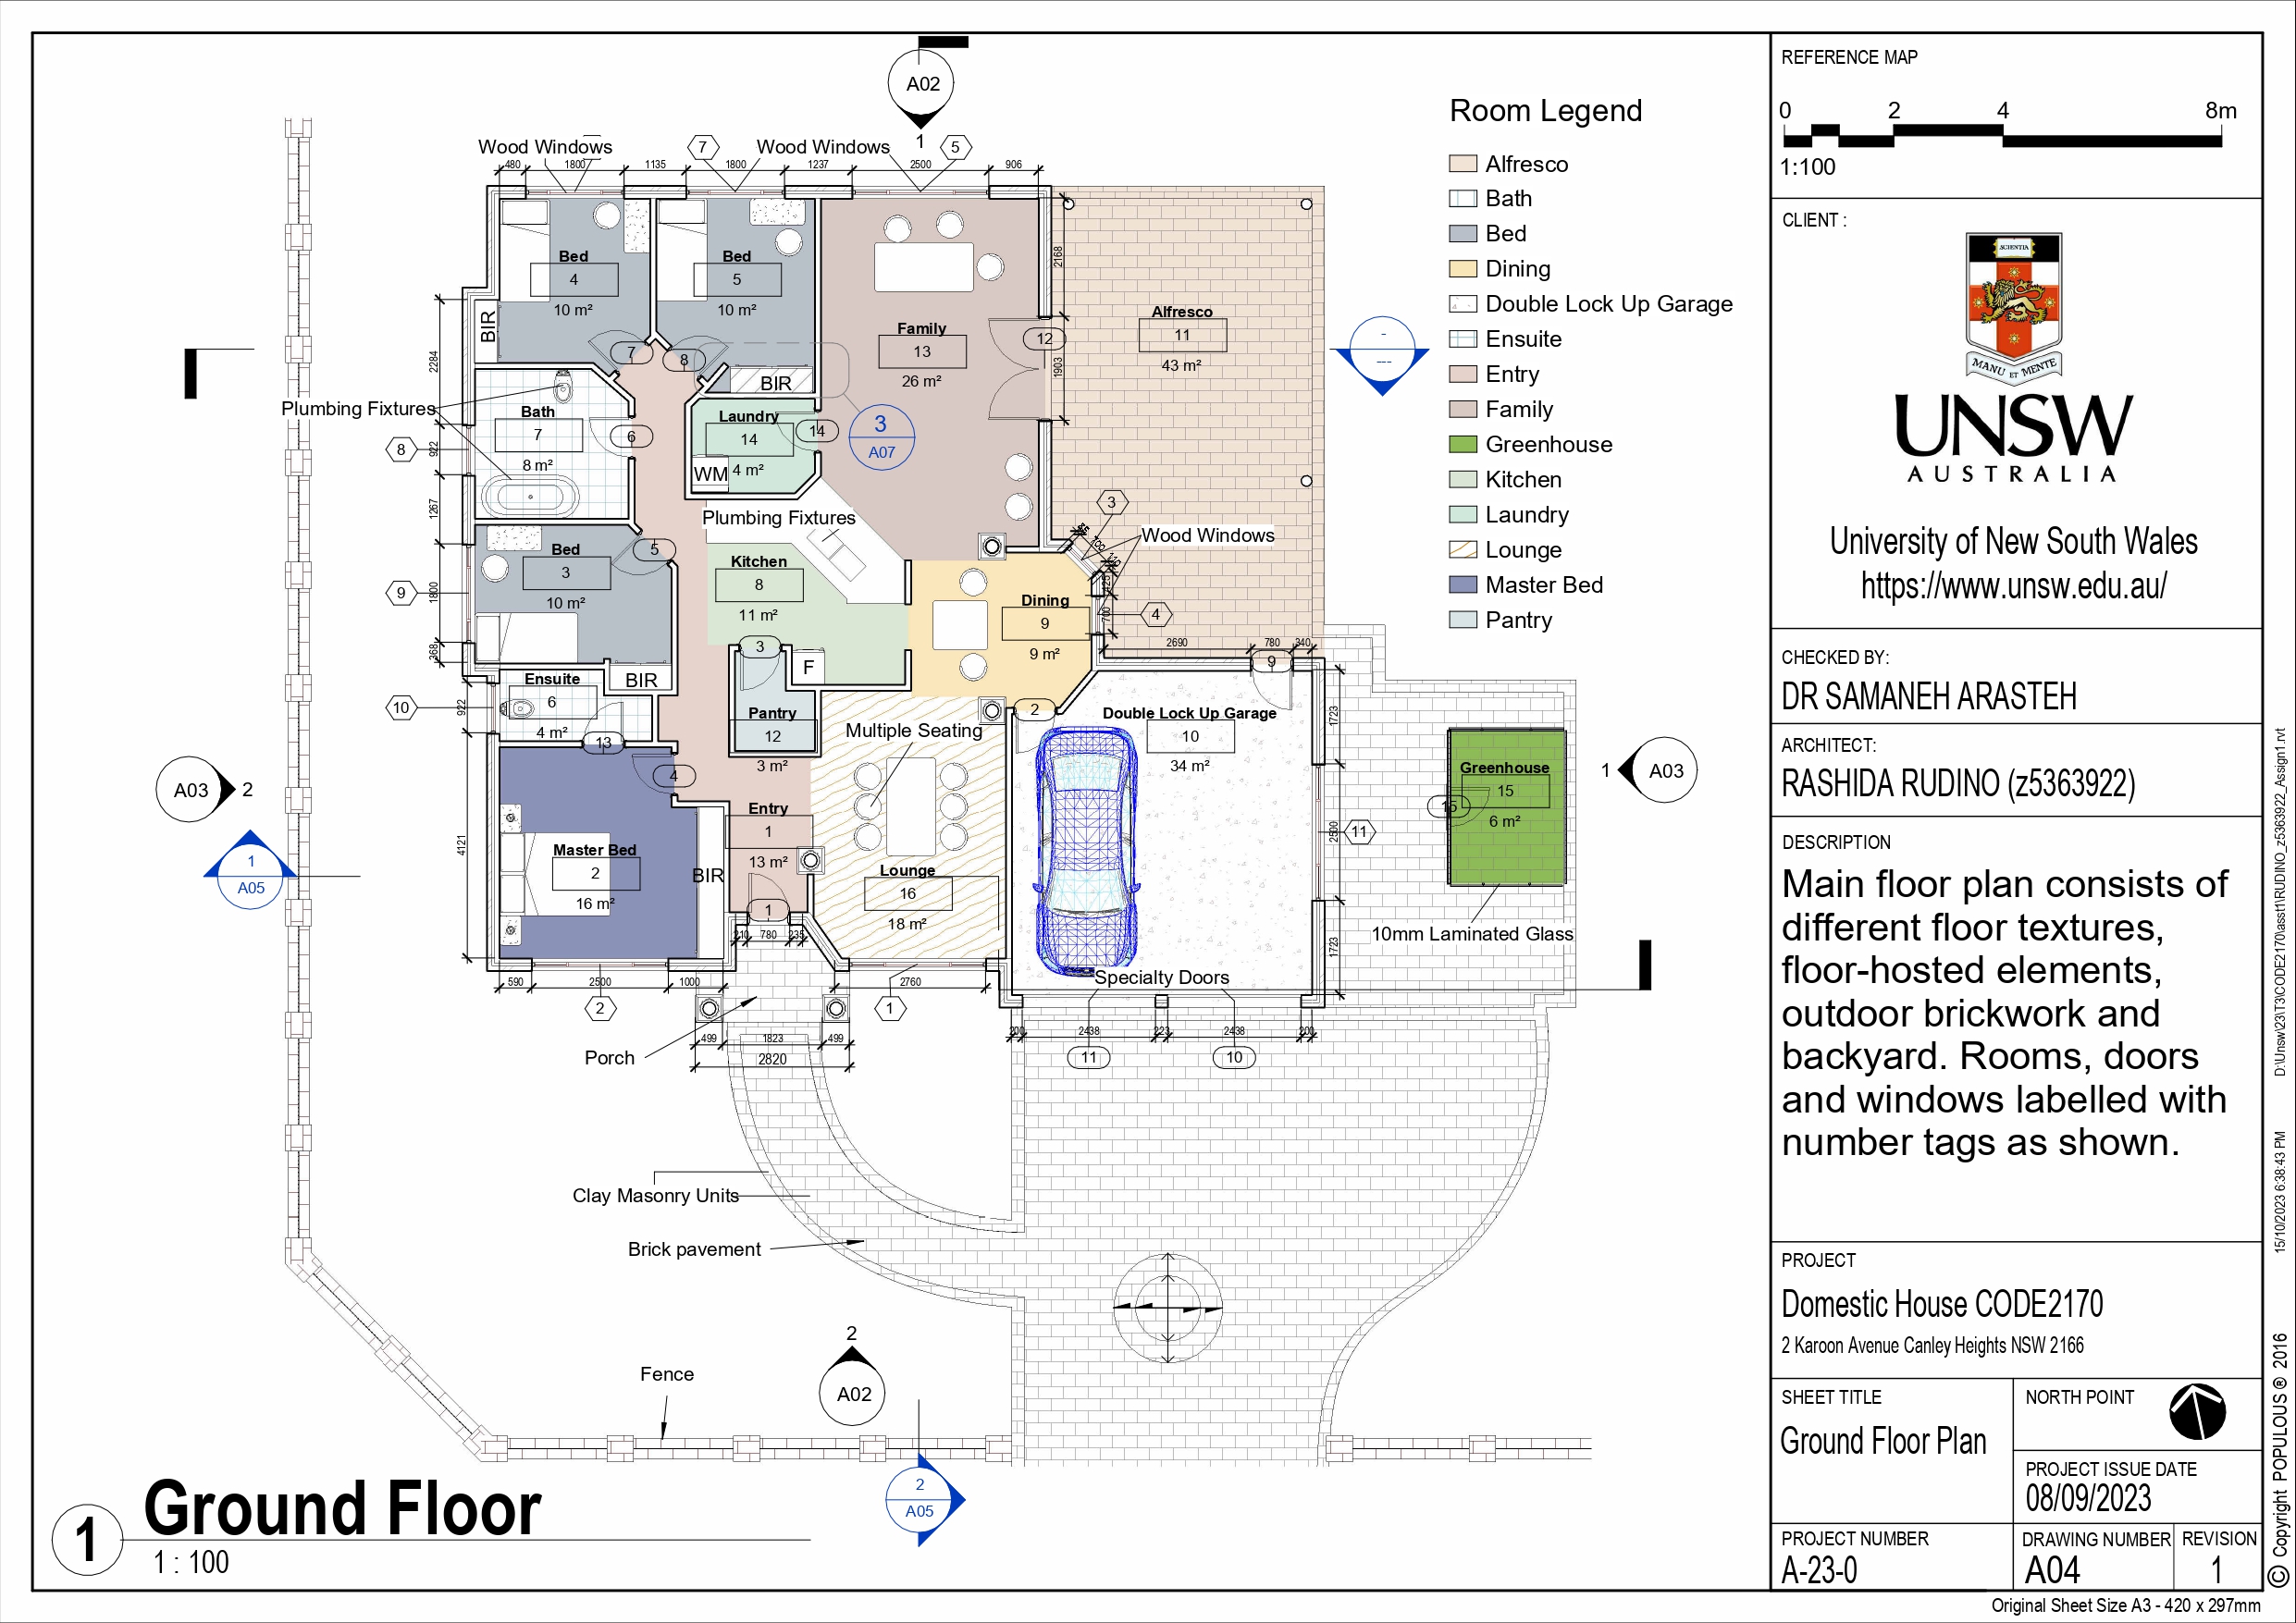 A02
1
Wood Windows
7
Wood Windows
5
480
1800
1135
1800
1237
2500
906
Bed
4
10 m²
Bed
5
10 m²
Family
13
26 m²
Alfresco
11
43 m²
2168
1903
12
BIR
7
8
BIR
2284
Plumbing Fixtures
Bath
7
8 m²
6
Laundry
14
4 m²
WM
14
3
A07
-
---
8
922
1267
Plumbing Fixtures
3
Wood Windows
700
Bed
3
10 m²
5
9
1800
368
Kitchen
8
11 m²
3
F
Dining
9
9 m²
4
700
2690
780
340
9
BIR
Ensuite
6
4 m²
13
10
922
Pantry
12
3 m²
Multiple Seating
2
Double Lock Up Garage
10
34 m²
1723
2500
1723
11
Greenhouse
15
6 m²
15
10mm Laminated Glass
1
A03
A03
2
1
A05
4121
4
Master Bed
2
16 m²
BIR
Entry
1
13 m²
1
Lounge
16
18 m²
210
780
235
590
2500
1000
2760
2
1
Specialty Doors
200
2438
223
2438
200
11
10
Porch
499
1823
499
2820
Clay Masonry Units
Brick pavement
Fence
2
A02
2
A05
1
Ground Floor
1 : 100
Room Legend
Alfresco
Bath
Bed
Dining
Double Lock Up Garage
Ensuite
Entry
Family
Greenhouse
Kitchen
Laundry
Lounge
Master Bed
Pantry
REFERENCE MAP
0 2 4 8m
1:100
CLIENT :
SCIENTIA
MANU ET MENTE
UNSW
AUSTRALIA
University of New South Wales
https://www.unsw.edu.au/
CHECKED BY:
DR SAMANEH ARASTEH
ARCHITECT:
RASHIDA RUDINO (z5363922)
DESCRIPTION
Main floor plan consists of
different floor textures,
floor-hosted elements,
outdoor brickwork and
backyard. Rooms, doors
and windows labelled with
number tags as shown.
PROJECT
Domestic House CODE2170
2 Karoon Avenue Canley Heights NSW 2166
SHEET TITLE
Ground Floor Plan
NORTH POINT
PROJECT ISSUE DATE
08/09/2023
PROJECT NUMBER
A-23-0
DRAWING NUMBER
A04
REVISION
1
Original Sheet Size A3 - 420 x 297mm
D:\Unsw\23\T3\CODE2170\asst1\RUDINO_z5363922_Assign1.rvt
15/10/2023 6:38:43 PM
© Copyright POPULOUS ® 2016